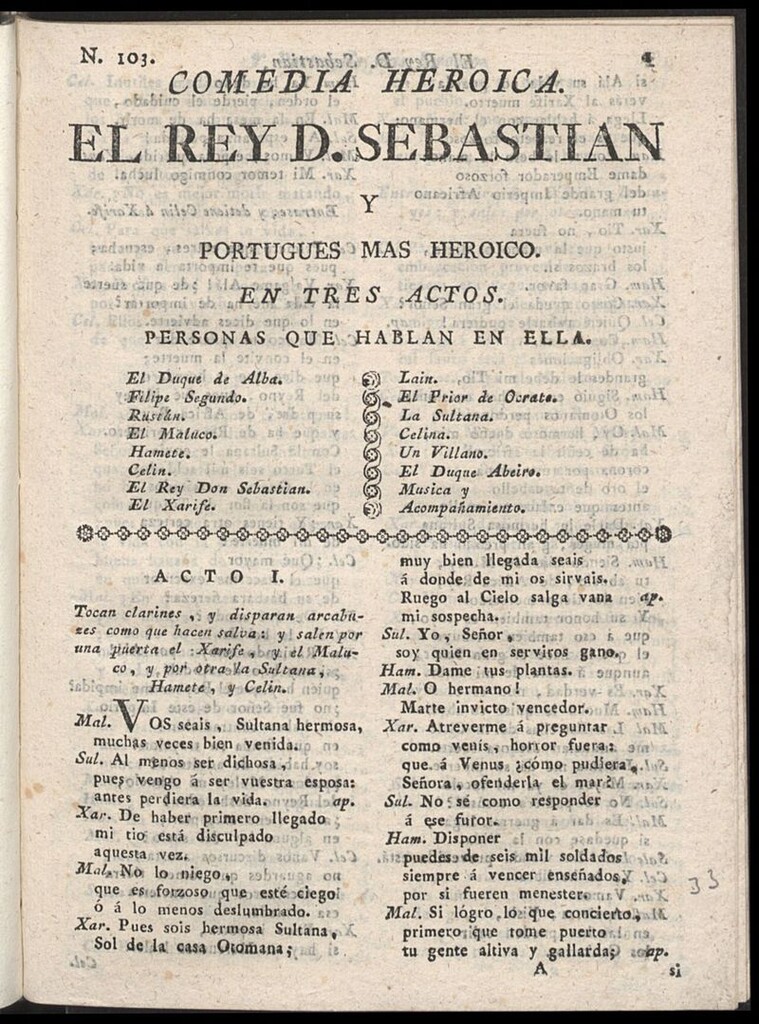 N. 103.
COMEDIA HEROICA.
EL REY D. SEBASTIAN
Y
PORTUGUES MAS HEROICO.
EN TRES ACTOS.
PERSONAS QUE HABLAN EN ELLA.
El Duque de Alba.
Filipe Segundo.
Rustán.
El Maluco.
Hamete.
Celin.
El Rey Don Sebastian.
El Xarife.
Lain.
El Prior de Ocrato.
La Sultana.
Celina.
Un Villano.
El Duque Abeiro.
Musica y
Acompañamiento.
ACTO I.
Tocan clarines, y disparan arcabu-
zes como que hacen salva: y salen por
una puerta el Xarife, y el Malu-
co, y por otra la Sultana,
Hamete, y Celin.
Mal. VOS seais, Sultana hermosa,
muchas veces bien venida.
Sul. Al menos ser dichosa,
pues vengo á ser vuestra esposa:
antes perdiera la vida. ap.
Xar. De haber primero llegado
mi tio está disculpado
aquesta vez.
Mal. No lo niego,
que es forzoso que esté ciego
ó á lo menos deslumbrado.
Xar. Pues sois hermosa Sultana,
Sol de la casa Otomana;
muy bien llegada seais
á donde de mi os sirvais.
Ruego al Cielo salga vana ap.
mi sospecha.
Sul. Yo, Señor,
soy quien en serviros gano.
Ham. Dame tus plantas.
Mal. O hermano!
Marte invicto vencedor.
Xar. Atreverme á preguntar
como venis, horror fuera:
que á Venus ¿cómo pudiera,
Señora, ofenderla el mar?
Sul. No sé como responder
á ese furor.
Ham. Disponer
puedes de seis mil soldados
siempre á vencer enseñados,
por si fueren menester.
Mal. Si lógro lo que concierto,
primero que tome puerto
tu gente altiva y gallarda; ap.
A si
33